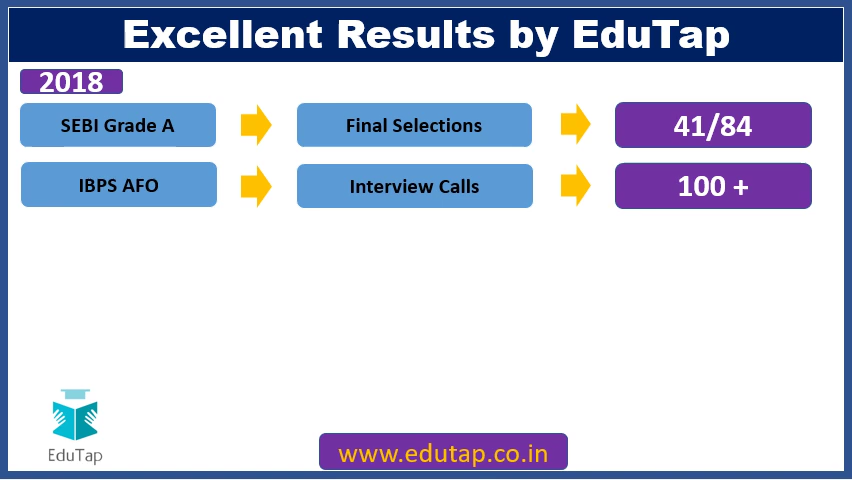 Excellent Results by EduTap
2018
SEBI Grade A
Final Selections
41/84
IBPS AFO
Interview Calls
100 +
EduTap
www.edutap.co.in